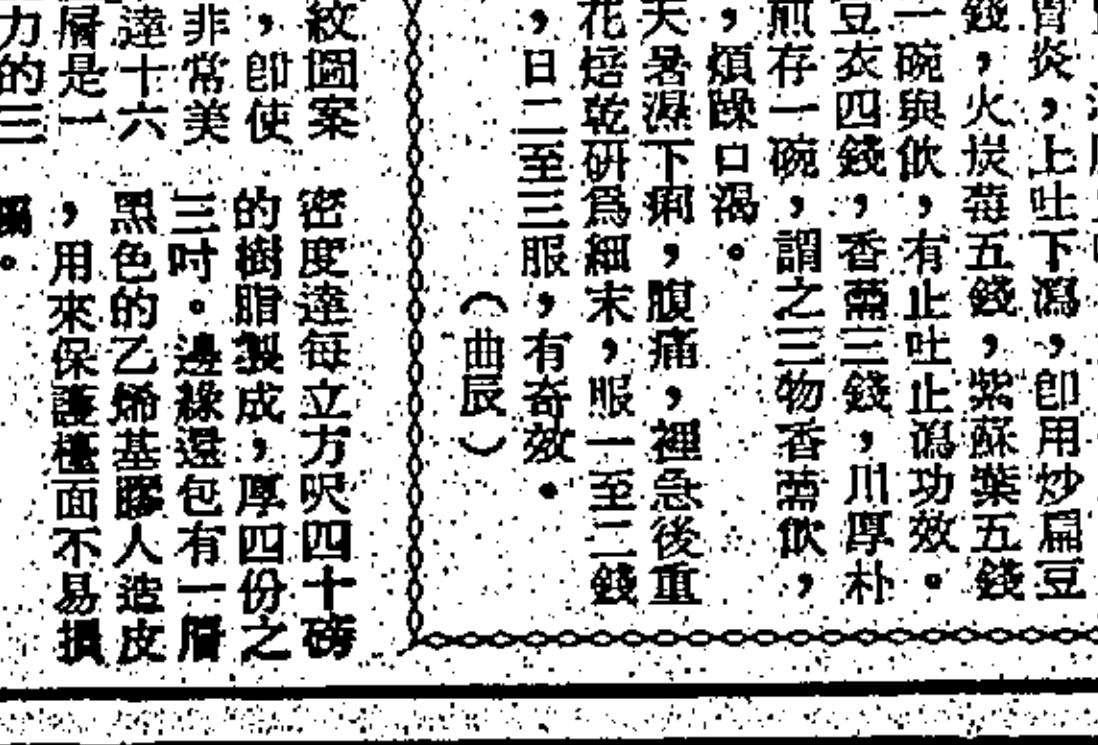 胃炎，上吐下瀉，卽用炒扁豆
錢，火炭莓五錢，紫蘇葉五錢
一碗與飲，有止吐止瀉功效。
豆衣四錢，香薷三錢，川厚朴
煎存一碗，謂之三物香薷飲，
，煩躁口渴。
天暑濕下痢，腹痛，裡急後重
花焙乾研爲細末，服一至二錢
，日二至三服，有奇效。
（曲辰）
紋圖案
，卽使
非常美
達十六
層是一
力的三
密度達每立方呎四十磅
的樹脂製成，厚四份之
三吋。邊緣還包有一層
黑色的乙烯基膠人造皮
，用來保護檯面不易損
。